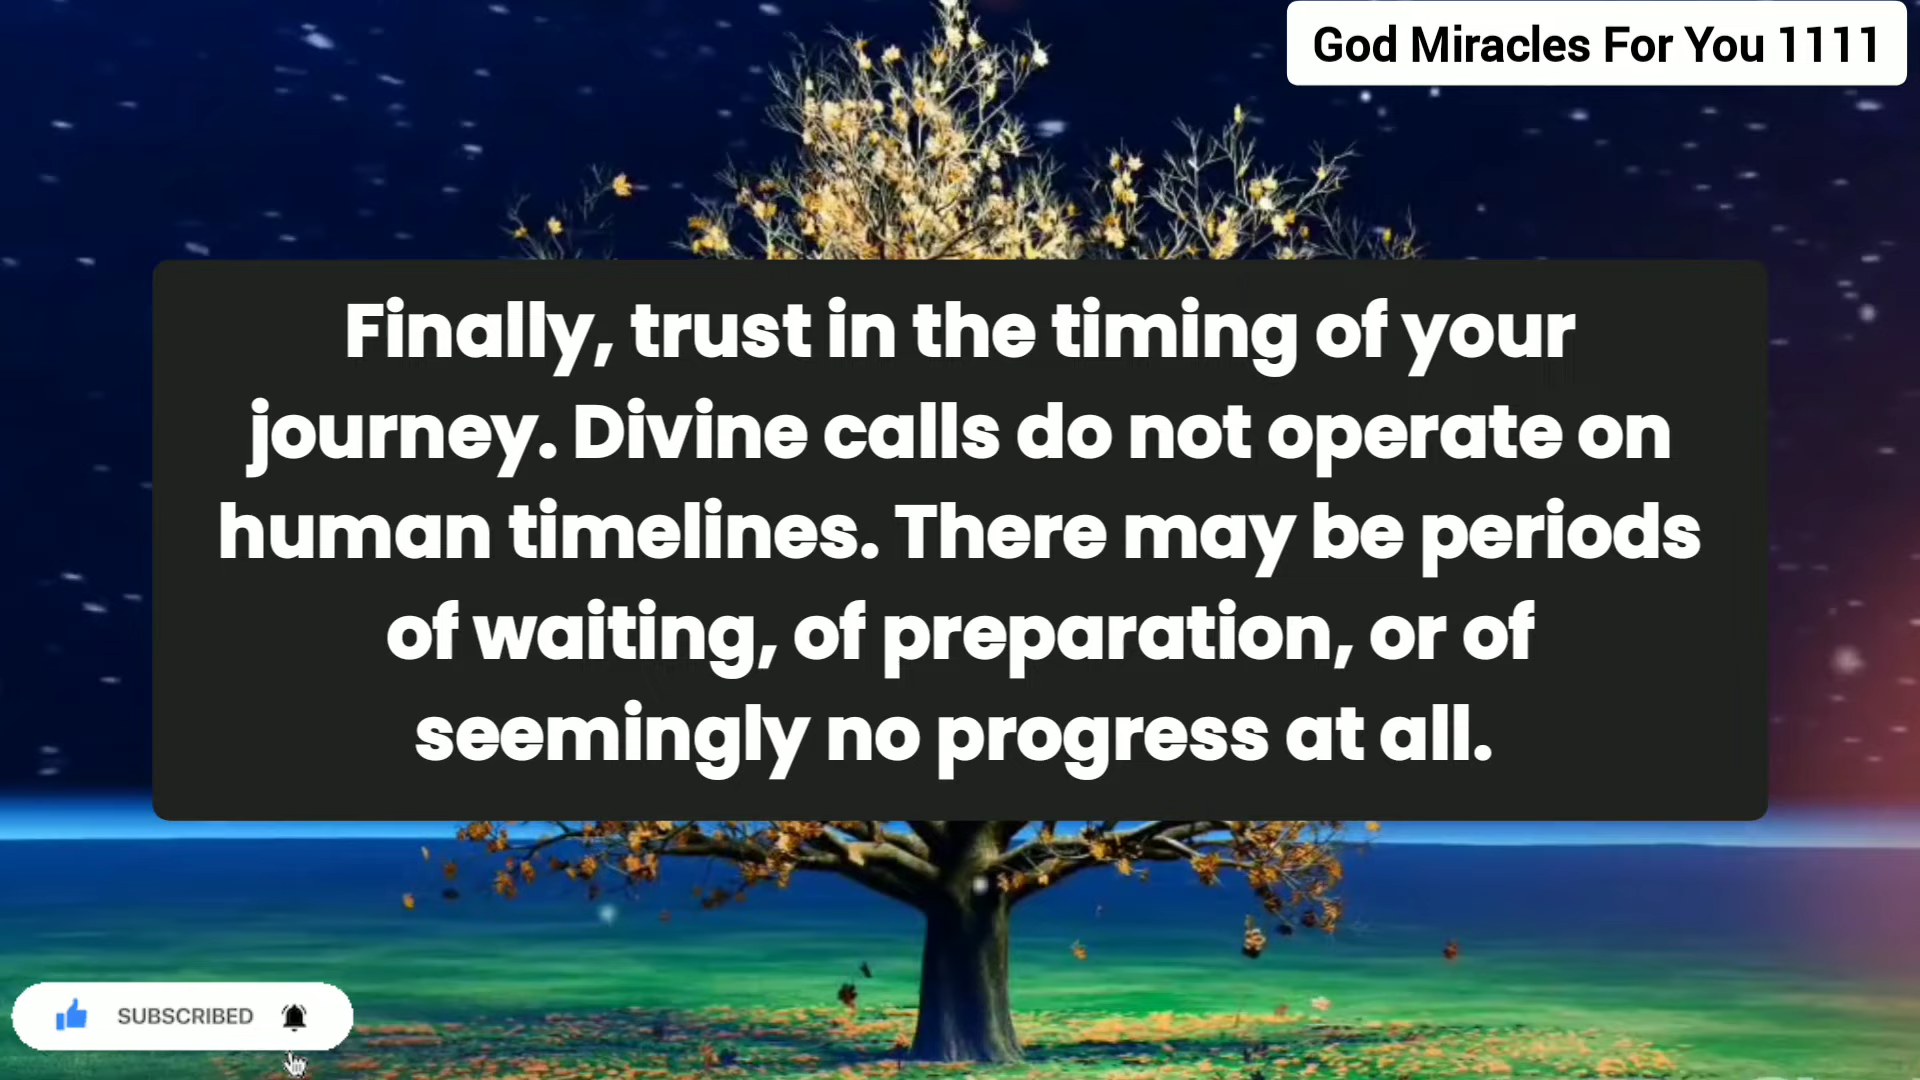 God Miracles For You 1111
Finally, trust in the timing of your
journey. Divine calls do not operate on
human timelines. There may be periods
of waiting, of preparation, or of
seemingly no progress at all.
SUBSCRIBED